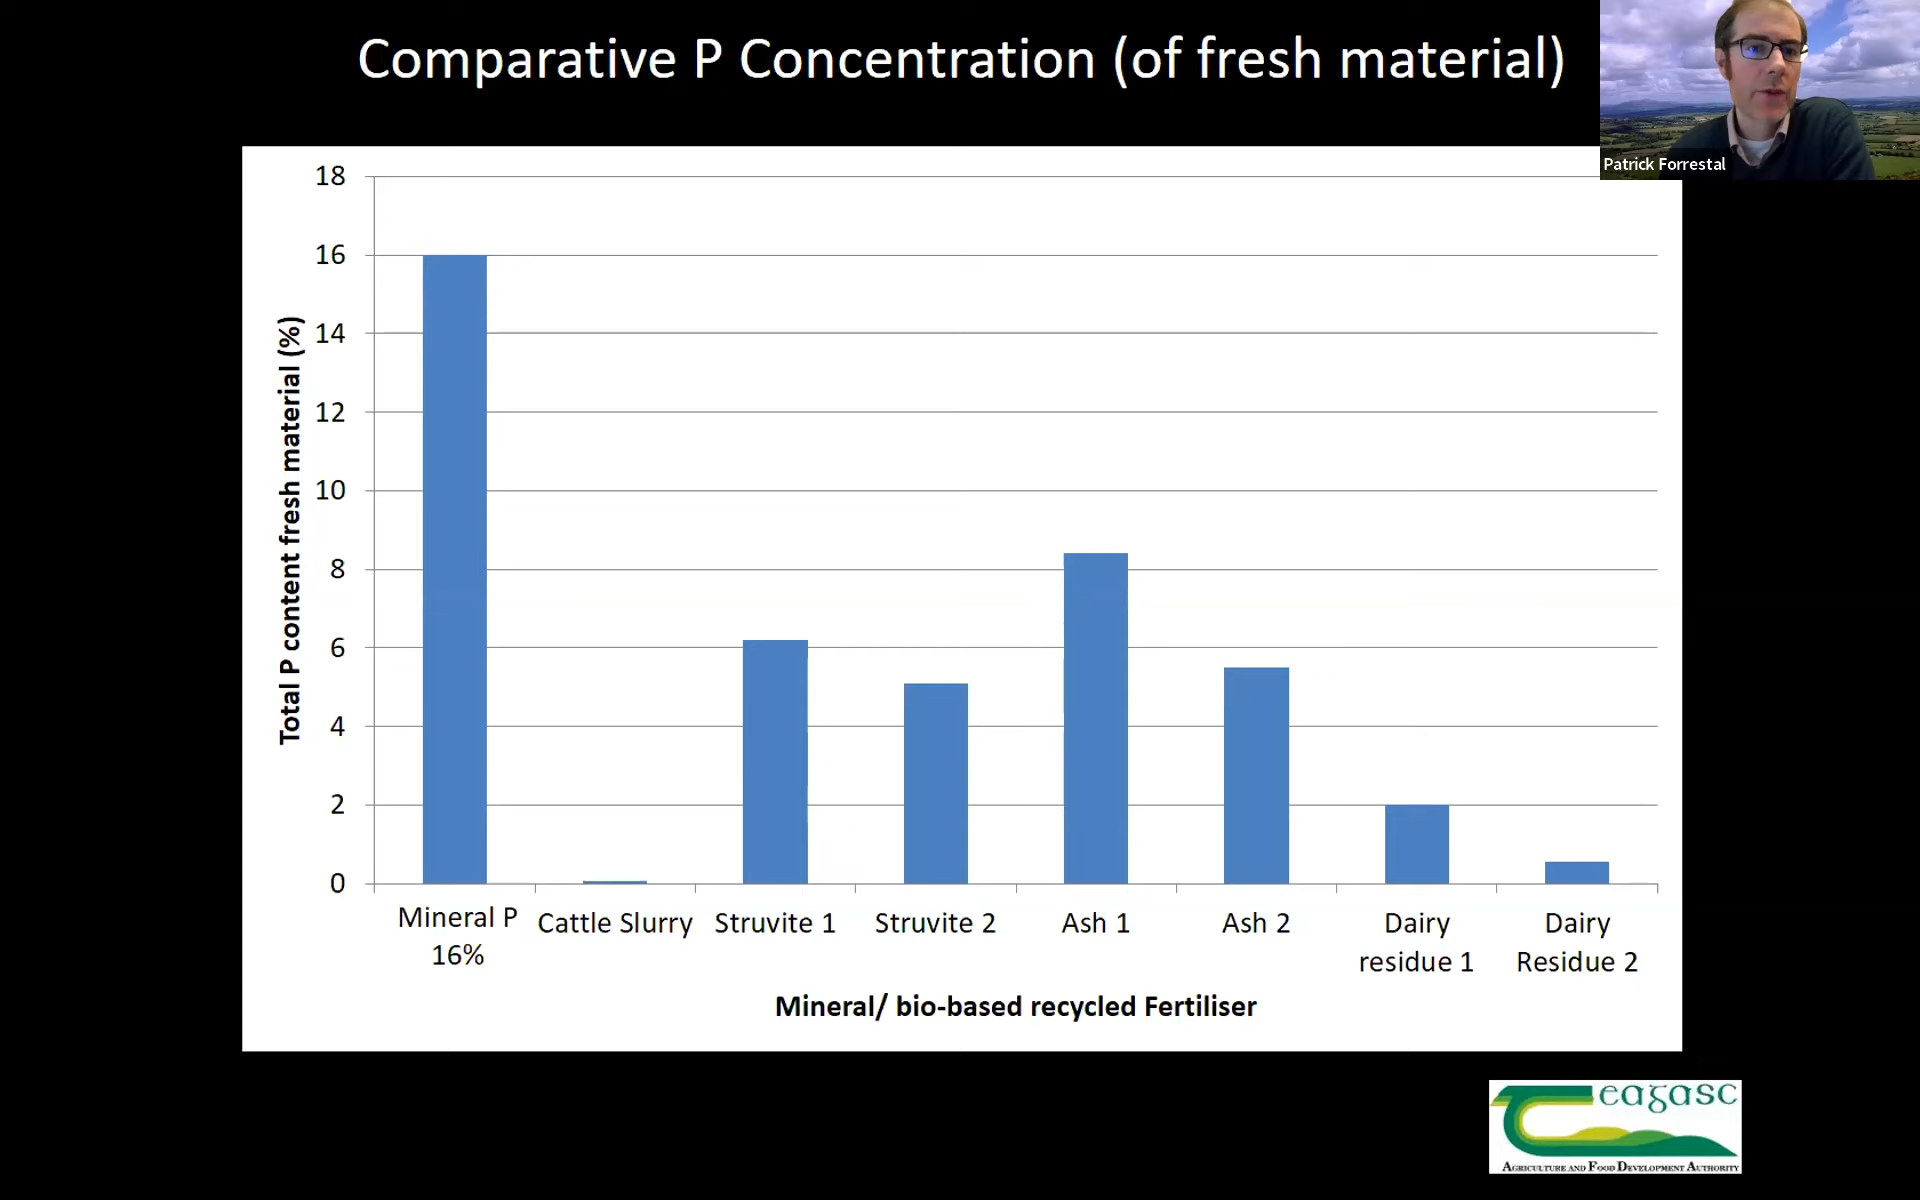 Comparative P Concentration (of fresh material)
Patrick Forrestal
Total P content fresh material (%)
18
16
14
12
10
8
6
4
2
0
Mineral P
16%
Cattle Slurry
Struvite 1
Struvite 2
Ash 1
Ash 2
Dairy
residue 1
Dairy
Residue 2
Mineral/ bio-based recycled Fertiliser
eagasc
AGRICULTURE AND FOOD DEVELOPMENT AUTHORITY